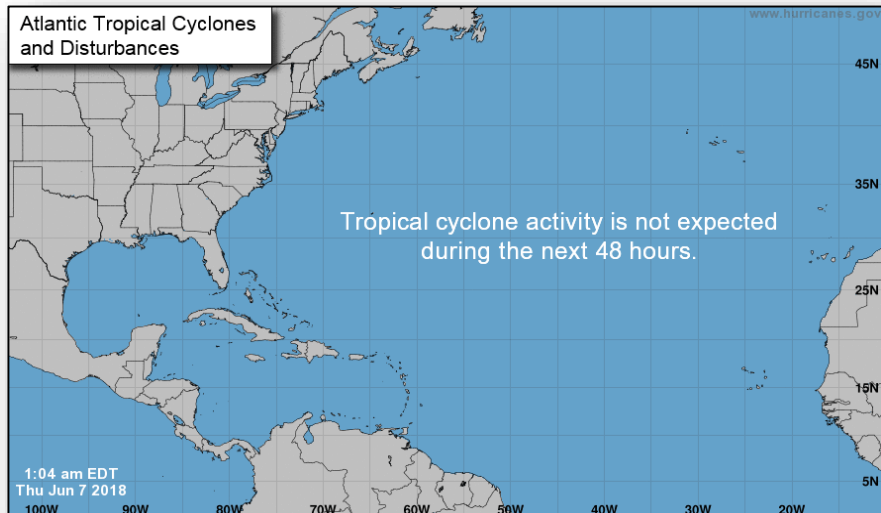 Atlantic Tropical Cyclones
and Disturbances
www.hurricanes.gov
45N
35N
Tropical cyclone activity is not expected
during the next 48 hours.
25N
15N
1:04 am EDT
Thu Jun 7 2018
5N
100W 90W 80W 70W 60W 50W 40W 30W 20W